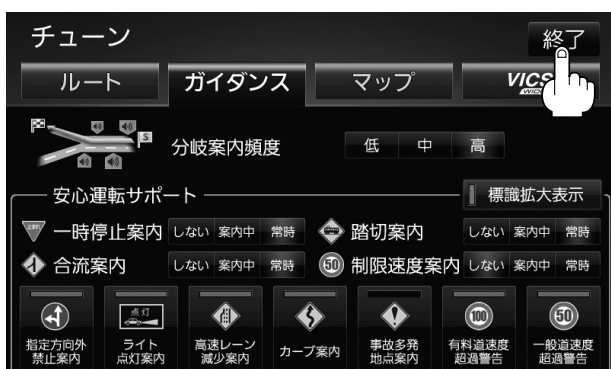 チューン
終了
ルート
ガイダンス
マップ
VICS
WIDE
S
分岐案内頻度
低 中 高
安心運転サポート
標識拡大表示
止まれ
一時停止案内 しない 案内中 常時
踏切案内 しない 案内中 常時
合流案内 しない 案内中 常時
50 制限速度案内 しない 案内中 常時
指定方向外
禁止案内
点灯
ライト
点灯案内
高速レーン
減少案内
カーブ案内
事故多発
地点案内
100
有料道速度
超過警告
50
一般道速度
超過警告